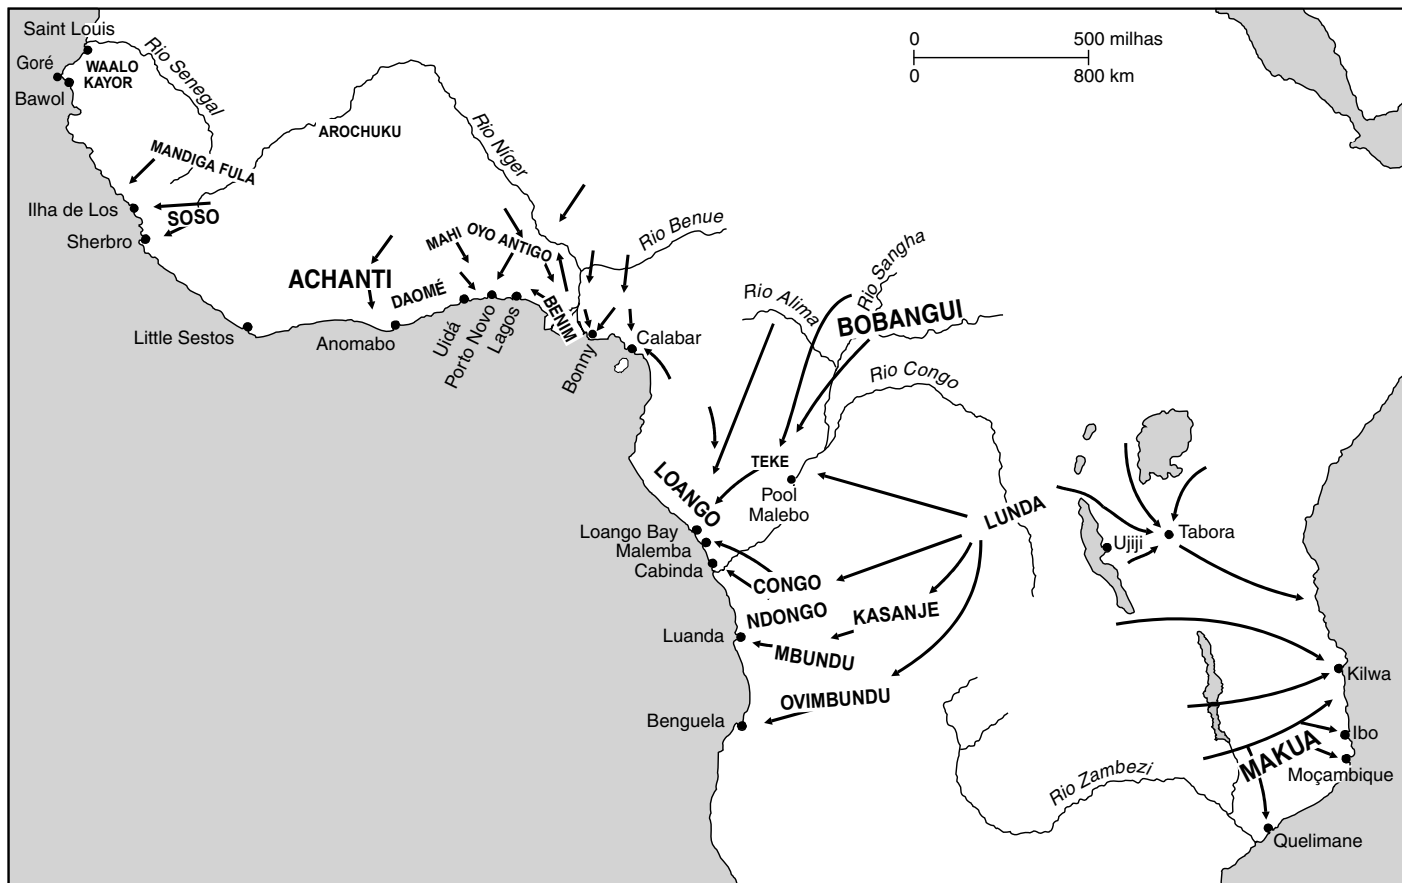 Saint Louis
Goré
Bawol
WAALO
KAYOR
Rio Senegal
0 500 milhas
0 800 km
AROCHUKU
Rio Níger
MANDIGA FULA
Ilha de Los
SOSO
Sherbro
MAHI
OYO ANTIGO
Rio Benue
Rio Sangha
Rio Alima
ACHANTI
DAOMÉ
BENIM
BOBANGUI
Little Sestos
Anomabo
Uidá
Porto Novo
Lagos
Bonny
Calabar
Rio Congo
TEKE
LOANGO
Pool
Malebo
LUNDA
Loango Bay
Malemba
Cabinda
Ujiji
Tabora
CONGO
NDONGO
KASANJE
Luanda
MBUNDU
Kilwa
OVIMBUNDU
Benguela
Ibo
MAKUA
Moçambique
Rio Zambezi
Quelimane